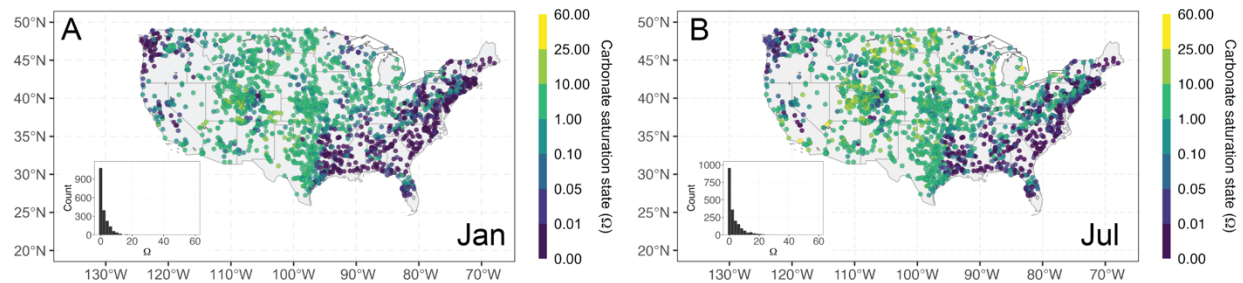 A
50°N
45°N
40°N
35°N
30°N
25°N
20°N
130°W
120°W
110°W
100°W
90°W
80°W
70°W
Count
900
600
300
0
0
20
40
60
Ω
Jan
60.00
25.00
10.00
1.00
0.10
0.05
0.01
0.00
Carbonate saturation state (Ω)
B
50°N
45°N
40°N
35°N
30°N
25°N
20°N
130°W
120°W
110°W
100°W
90°W
80°W
70°W
Count
1000
750
500
250
0
0
20
40
60
Ω
Jul
60.00
25.00
10.00
1.00
0.10
0.05
0.01
0.00
Carbonate saturation state (Ω)